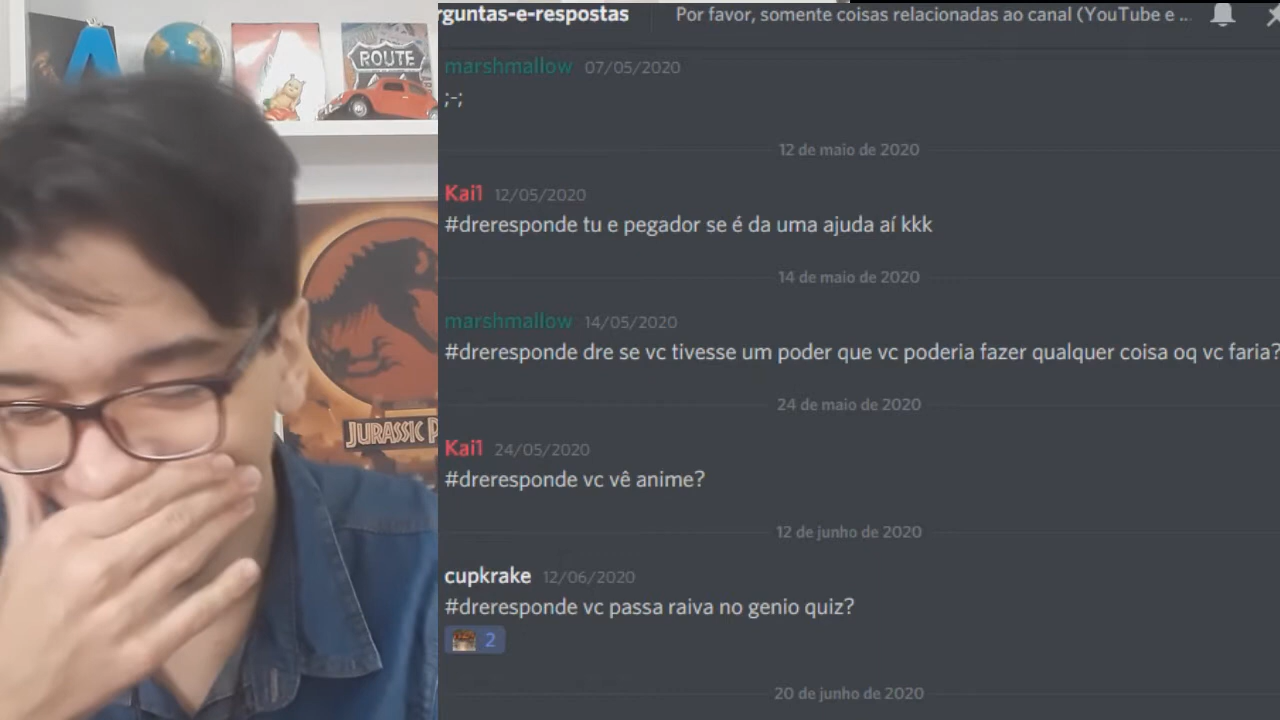 ROUTE
JURASSIC P
rguntas-e-respostas
Por favor, somente coisas relacionadas ao canal (YouTube e ...
marshmallow 07/05/2020
;-;
12 de maio de 2020
Kai1 12/05/2020
#dreresponde tu e pegador se é da uma ajuda aí kkk
14 de maio de 2020
marshmallow 14/05/2020
#dreresponde dre se vc tivesse um poder que vc poderia fazer qualquer coisa oq vc faria?
24 de maio de 2020
Kai1 24/05/2020
#dreresponde vc vê anime?
12 de junho de 2020
cupkrake 12/06/2020
#dreresponde vc passa raiva no genio quiz?
2
20 de junho de 2020